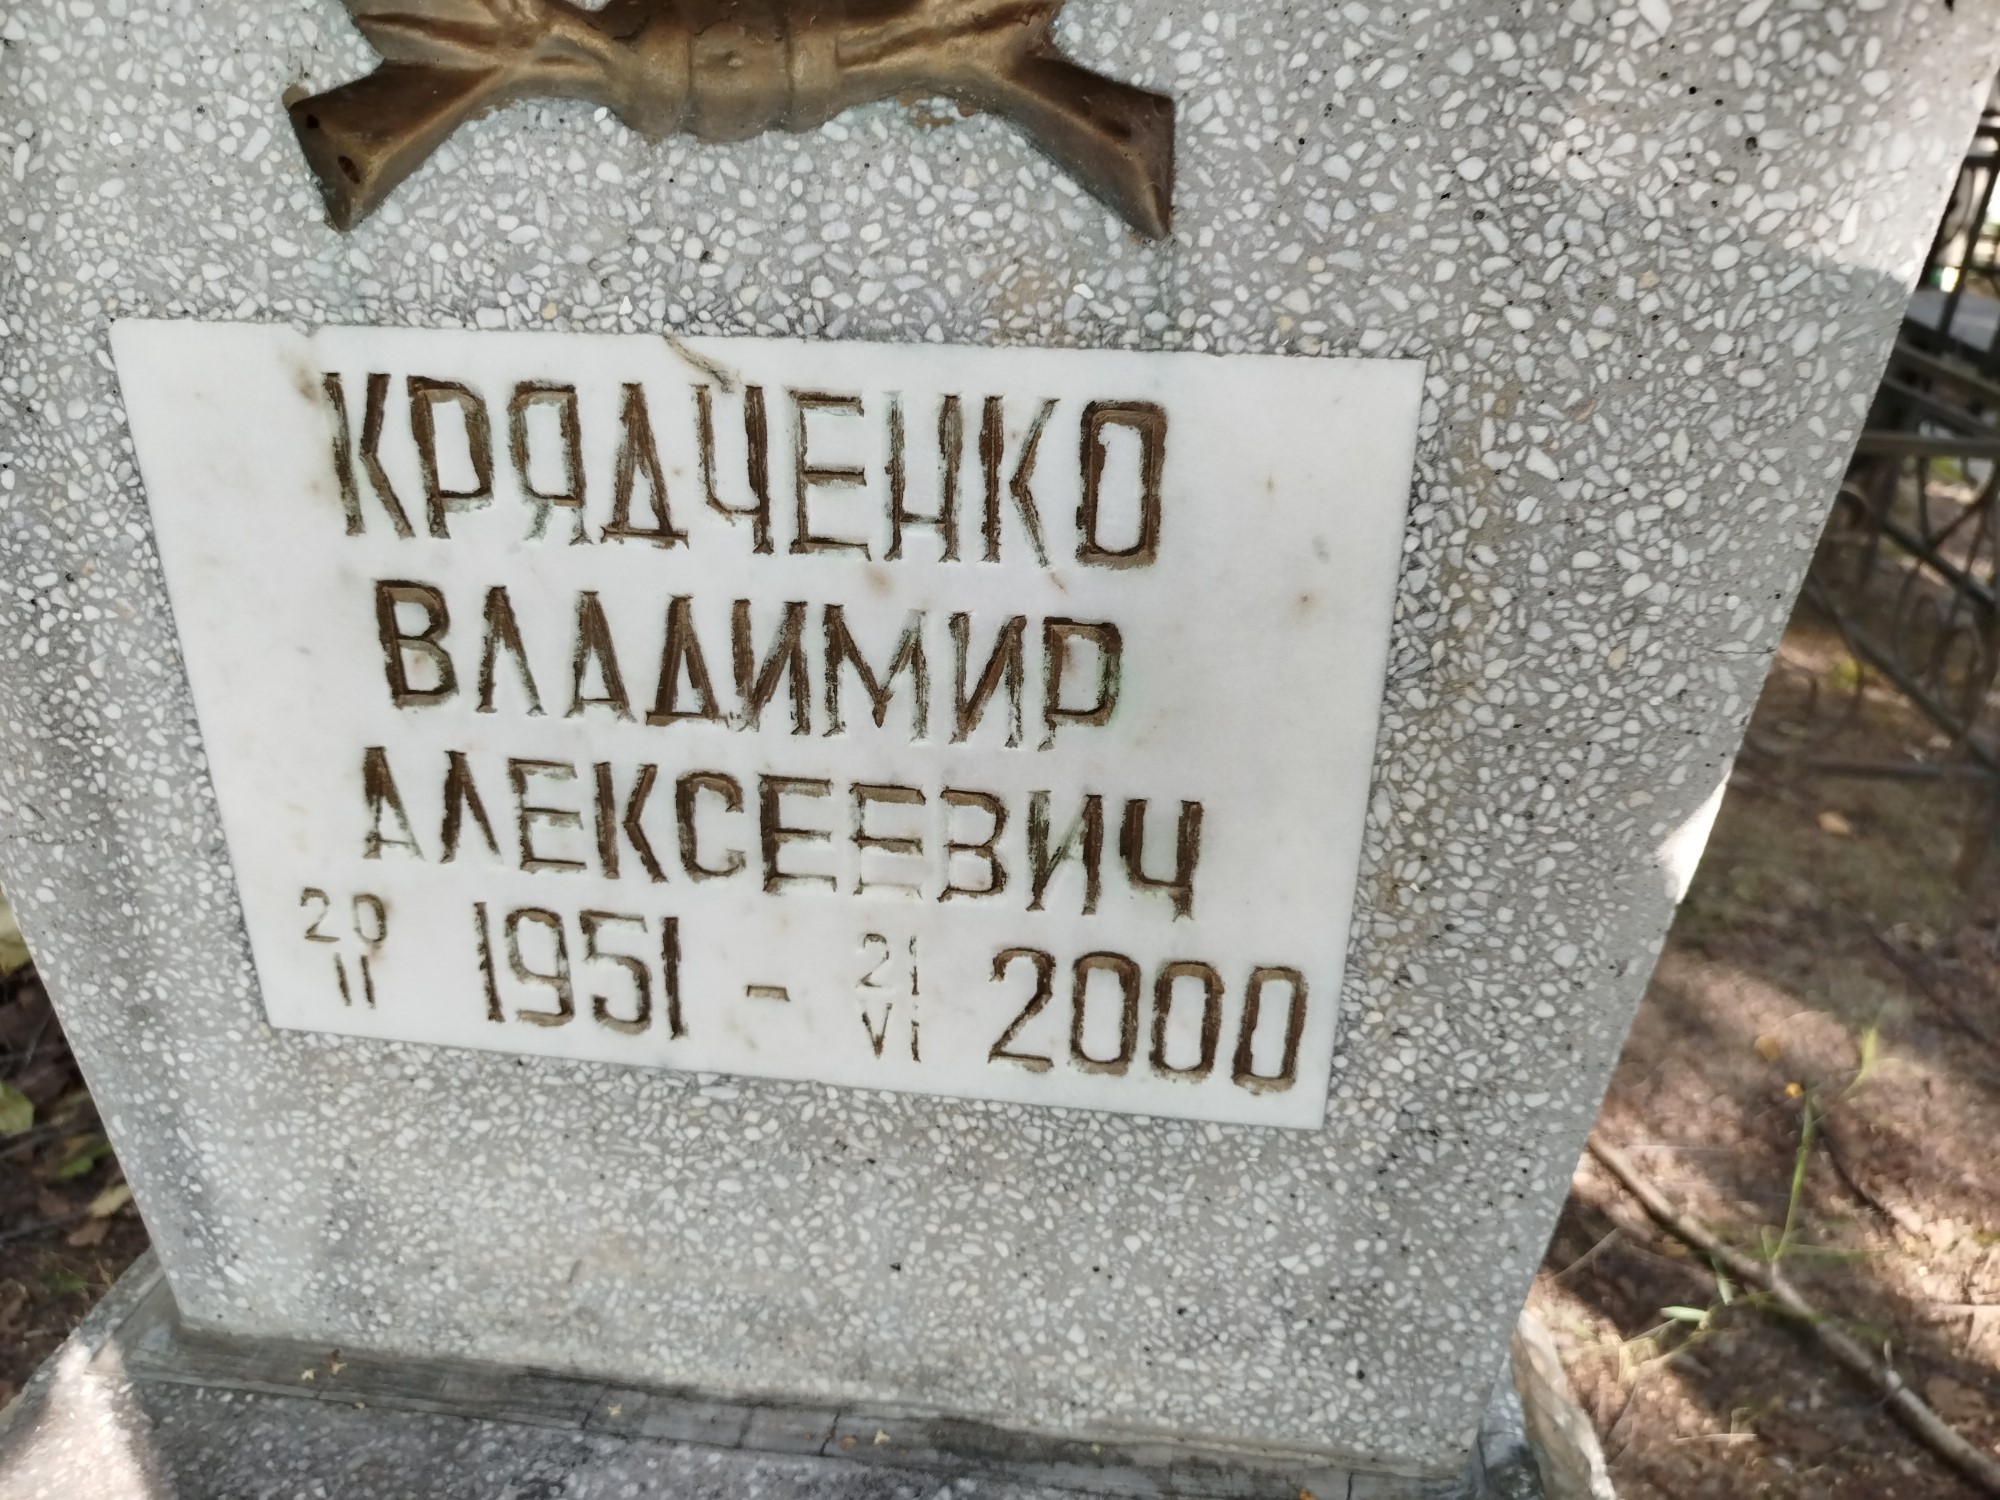 КРЯДЧЕНКО
ВЛАДИМИР
АЛЕКСЕЕВИЧ
20 II 1951 - 21 VI 2000